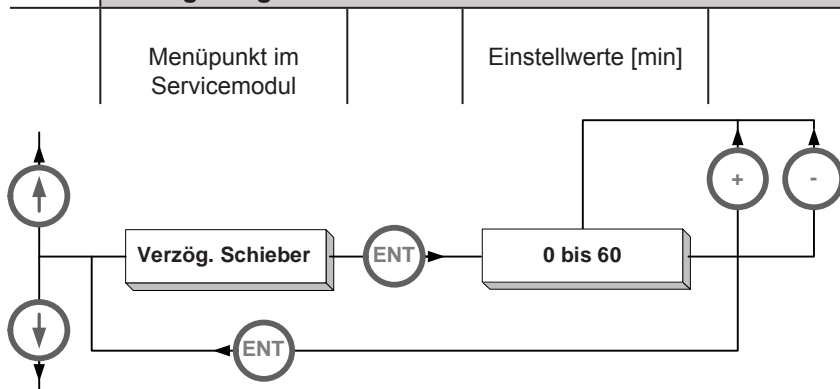 Menüpunkt im
Servicemodul
Einstellwerte [min]
+
-
Verzög. Schieber
ENT
0 bis 60
ENT